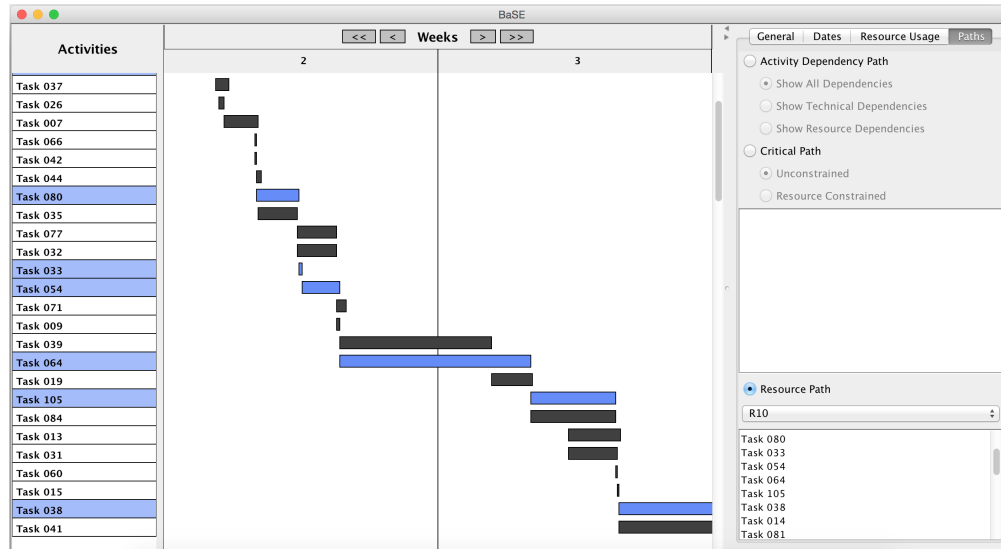 BaSE
Activities
<< < Weeks > >>
2 3
Task 037
Task 026
Task 007
Task 066
Task 042
Task 044
Task 080
Task 035
Task 077
Task 032
Task 033
Task 054
Task 071
Task 009
Task 039
Task 064
Task 019
Task 105
Task 084
Task 013
Task 031
Task 060
Task 015
Task 038
Task 041
General Dates Resource Usage Paths
Activity Dependency Path
Show All Dependencies
Show Technical Dependencies
Show Resource Dependencies
Critical Path
Unconstrained
Resource Constrained
Resource Path
R10
Task 080
Task 033
Task 054
Task 064
Task 105
Task 038
Task 014
Task 081